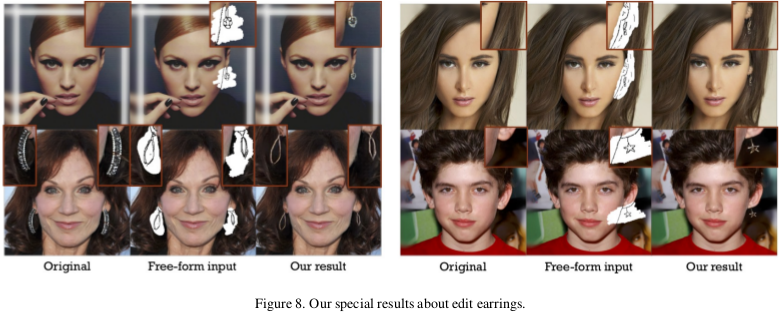 Original Free-form input Our result Original Free-form input Our result
Figure 8. Our special results about edit earrings.